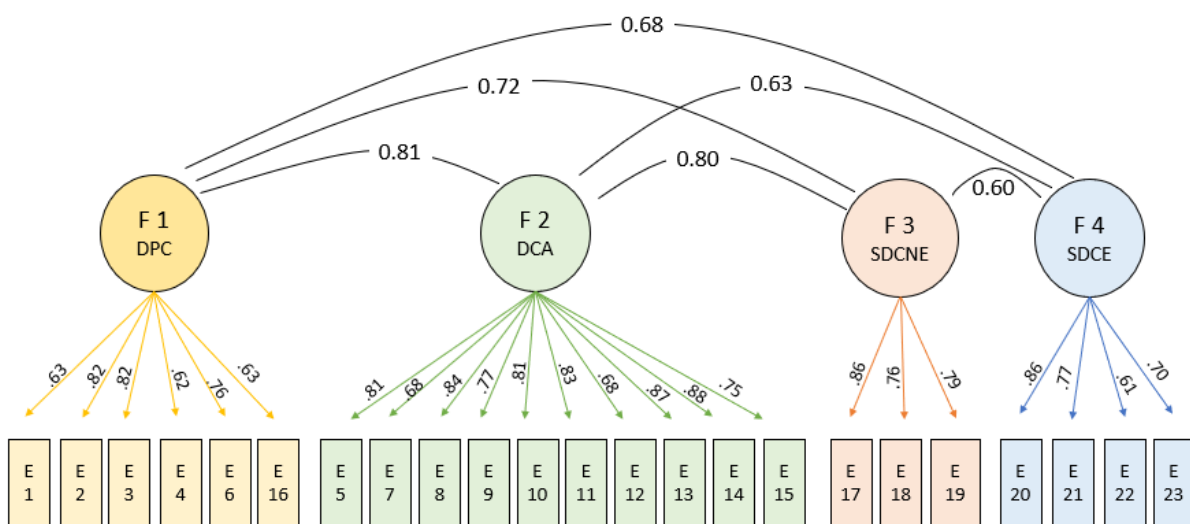 0.68
0.72
0.63
0.81
0.80
0.60
F 1
DPC
F 2
DCA
F 3
SDCNE
F 4
SDCE
.63 .82 .82 .62 .76 .63
.81 .68 .84 .77 .81 .83 .68 .87 .88 .75
.86 .76 .79
.86 .77 .61 .70
E E E E E E
1 2 3 4 6 16
E E E E E E E E E E
5 7 8 9 10 11 12 13 14 15
E E E
17 18 19
E E E E
20 21 22 23